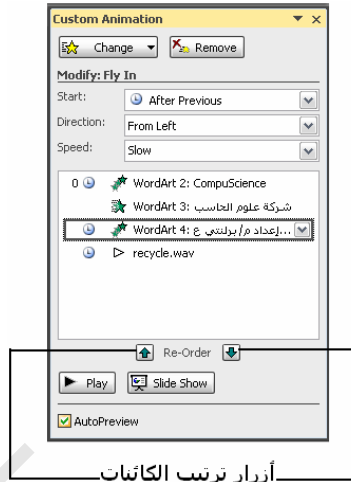 Custom Animation
Change Remove
Modify: Fly In
Start: After Previous
Direction: From Left
Speed: Slow
0 WordArt 2: CompuScience
WordArt 3: شركة علوم الحاسب
WordArt 4: إعداد م/ برلنتي ع...
recycle.wav
Re-Order
Play Slide Show
AutoPreview
أزرار ترتيب الكائنات